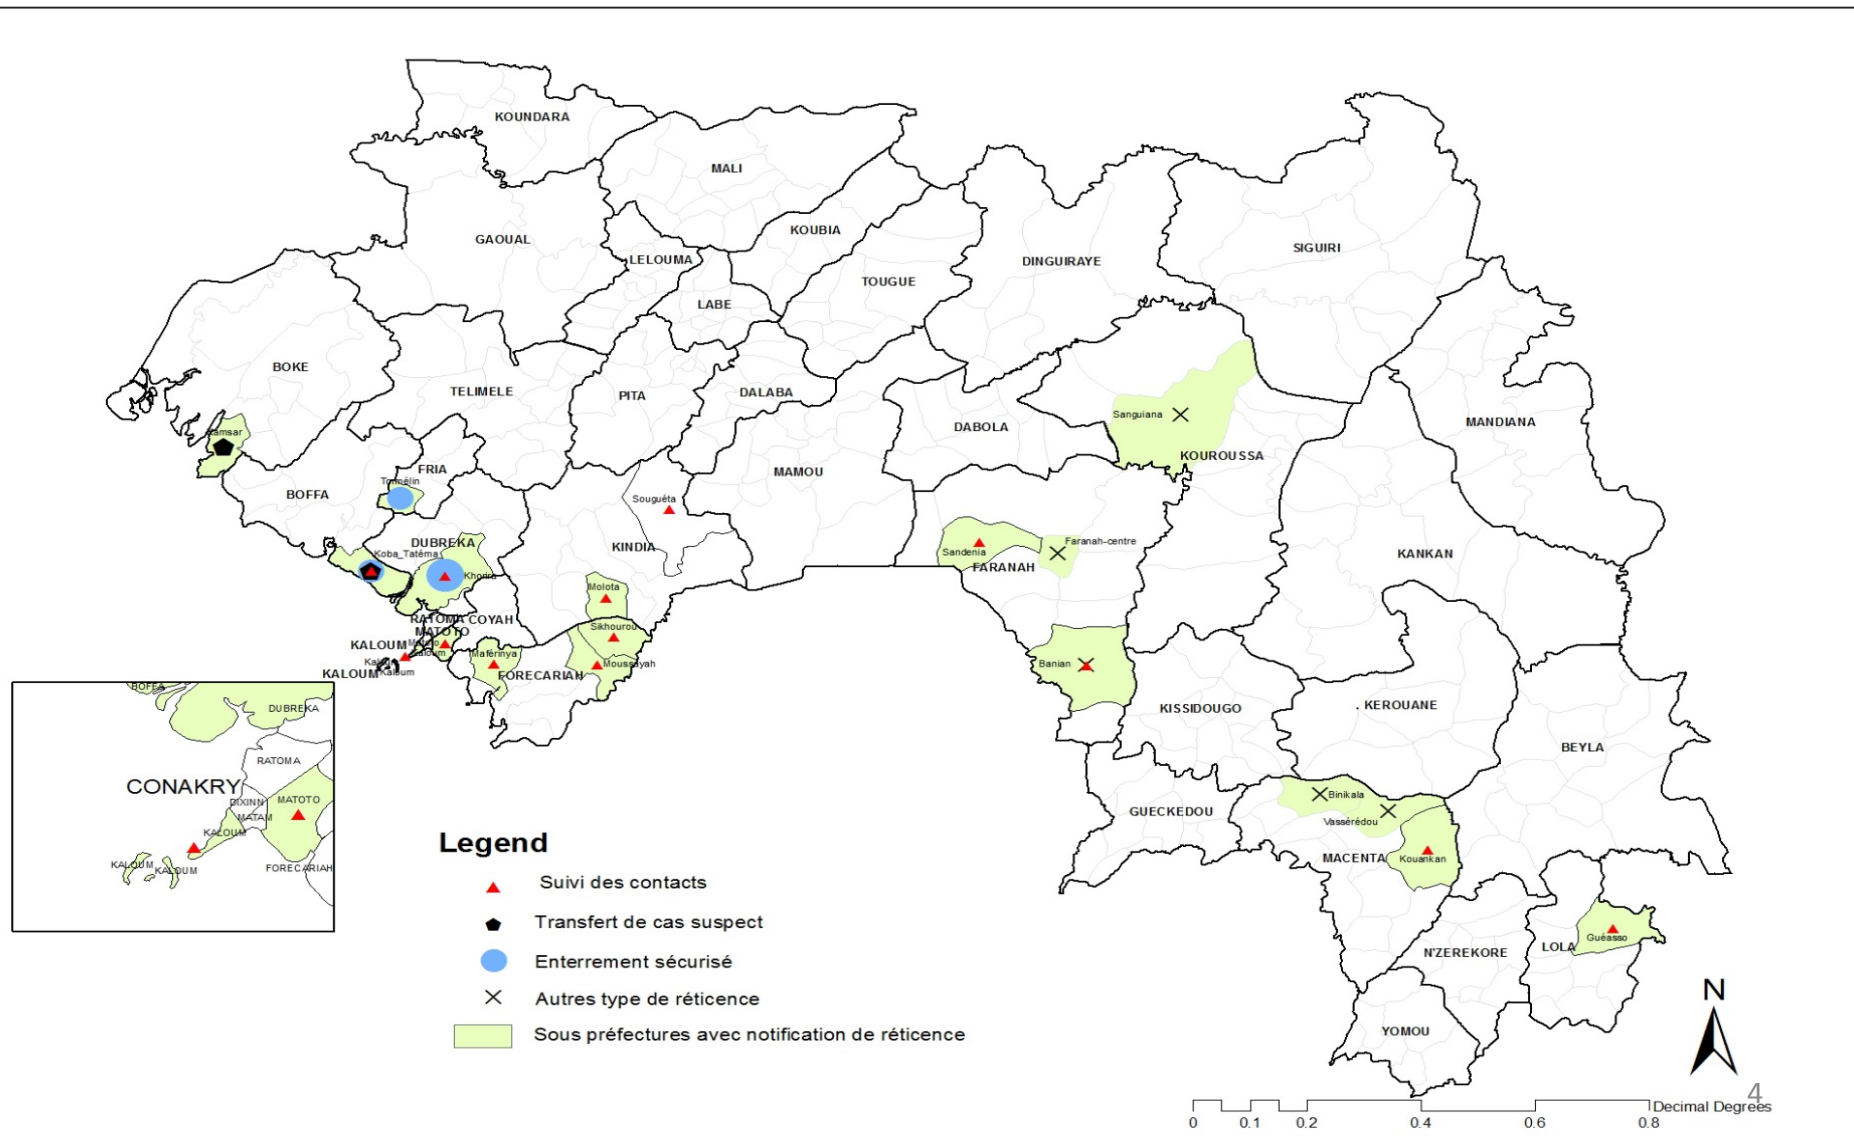 KOUNDARA
MALI
KOUBIA
GAOUAL
LELOUMA
SIGUIRI
DINGUIRAYE
TOUGUE
LABE
BOKE
TELIMELE
PITA
DALABA
Sanguiana
MANDIANA
DABOLA
KOUROUSSA
FRIA
MAMOU
BOFFA
Souguéta
DUBREKA
Koba_Tatéma
KINDIA
Faranah-centre
Sandenia
KANKAN
FARANAH
Khorira
Molota
RATOMA
COYAH
Sikhourou
MATOTO
KALOUM
Kaloum
Maférinya
Moussayah
Banian
KALOUM
Kaloum
FORECARIAH
BOFFA
DUBREKA
KISSIDOUGO
. KEROUANE
BEYLA
RATOMA
CONAKRY
DIXINN
MATOTO
MATAM
KALOUM
KALOUM
KALOUM
FORECARIAH
Binikala
GUECKEDOU
Vassérédou
MACENTA
Kouankan
Guéasso
LOLA
N'ZEREKORE
YOMOU
Legend
Suivi des contacts
Transfert de cas suspect
Enterrement sécurisé
Autres type de réticence
Sous préfectures avec notification de réticence
N
4
Decimal Degrees
0 0.1 0.2 0.4 0.6 0.8